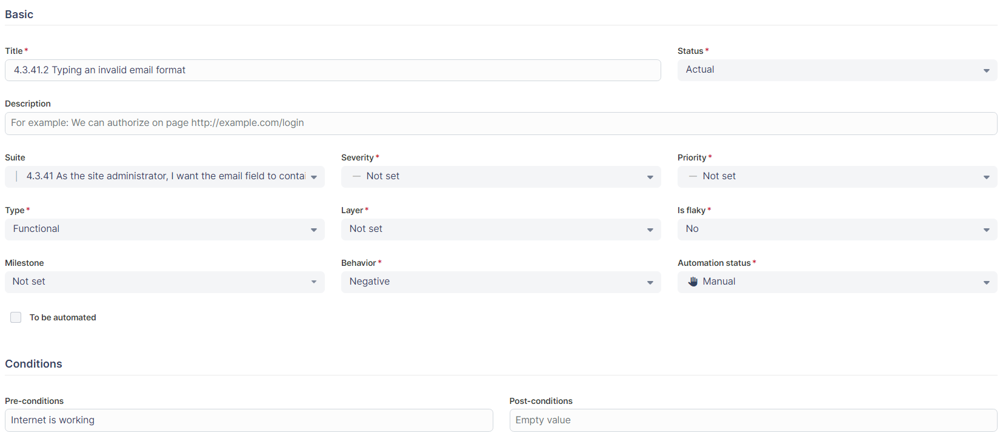 Basic
Title *
Status *
4.3.41.2 Typing an invalid email format
Actual
Description
For example: We can authorize on page http://example.com/login
Suite
Severity *
Priority *
4.3.41 As the site administrator, I want the email field to contai
Not set
Not set
Type *
Layer *
Is flaky *
Functional
Not set
No
Milestone
Behavior *
Automation status *
Not set
Negative
Manual
To be automated
Conditions
Pre-conditions
Post-conditions
Internet is working
Empty value